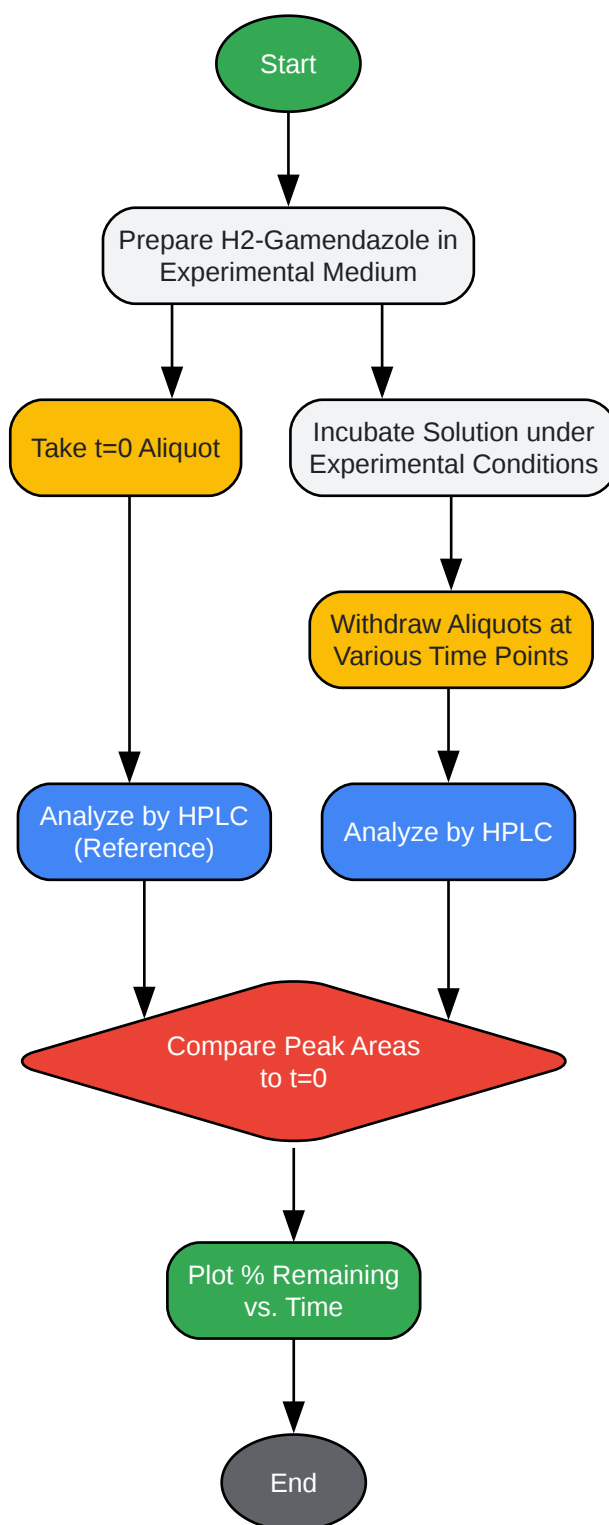 Start
Prepare H2-Gamendazole in
Experimental Medium
Take t=0 Aliquot
Incubate Solution under
Experimental Conditions
Withdraw Aliquots at
Various Time Points
Analyze by HPLC
(Reference)
Analyze by HPLC
Compare Peak Areas
to t=0
Plot % Remaining
vs. Time
End